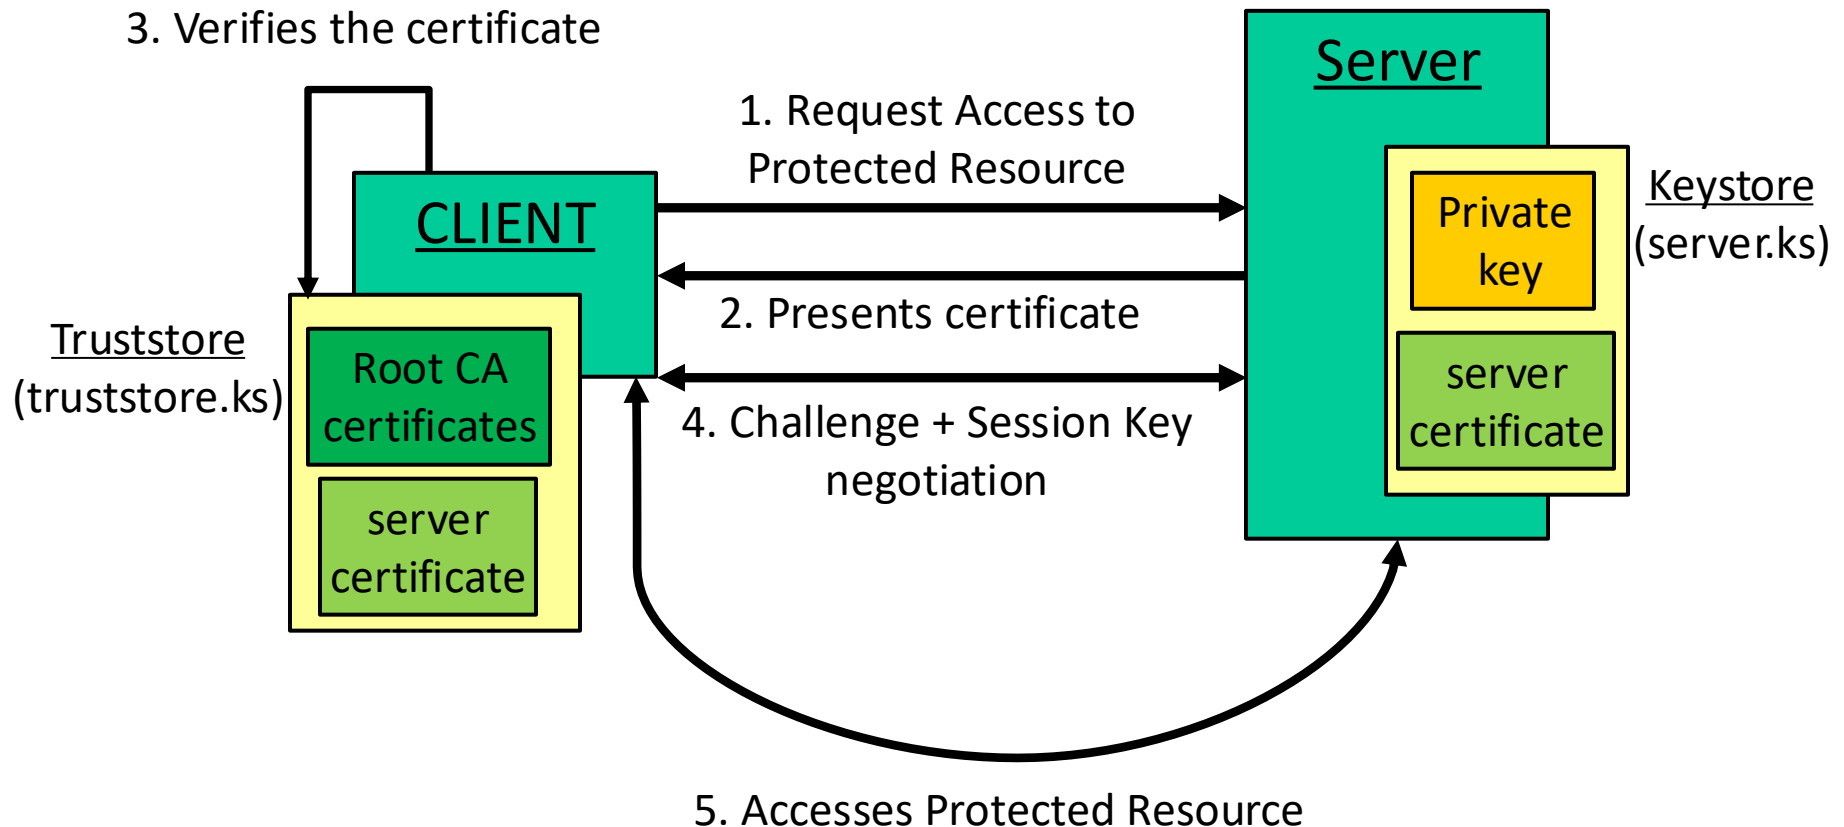 3. Verifies the certificate
Server
1. Request Access to
Protected Resource
CLIENT
Private
key
Keystore
(server.ks)
2. Presents certificate
Truststore
(truststore.ks)
Root CA
certificates
server
certificate
4. Challenge + Session Key
negotiation
server
certificate
5. Accesses Protected Resource